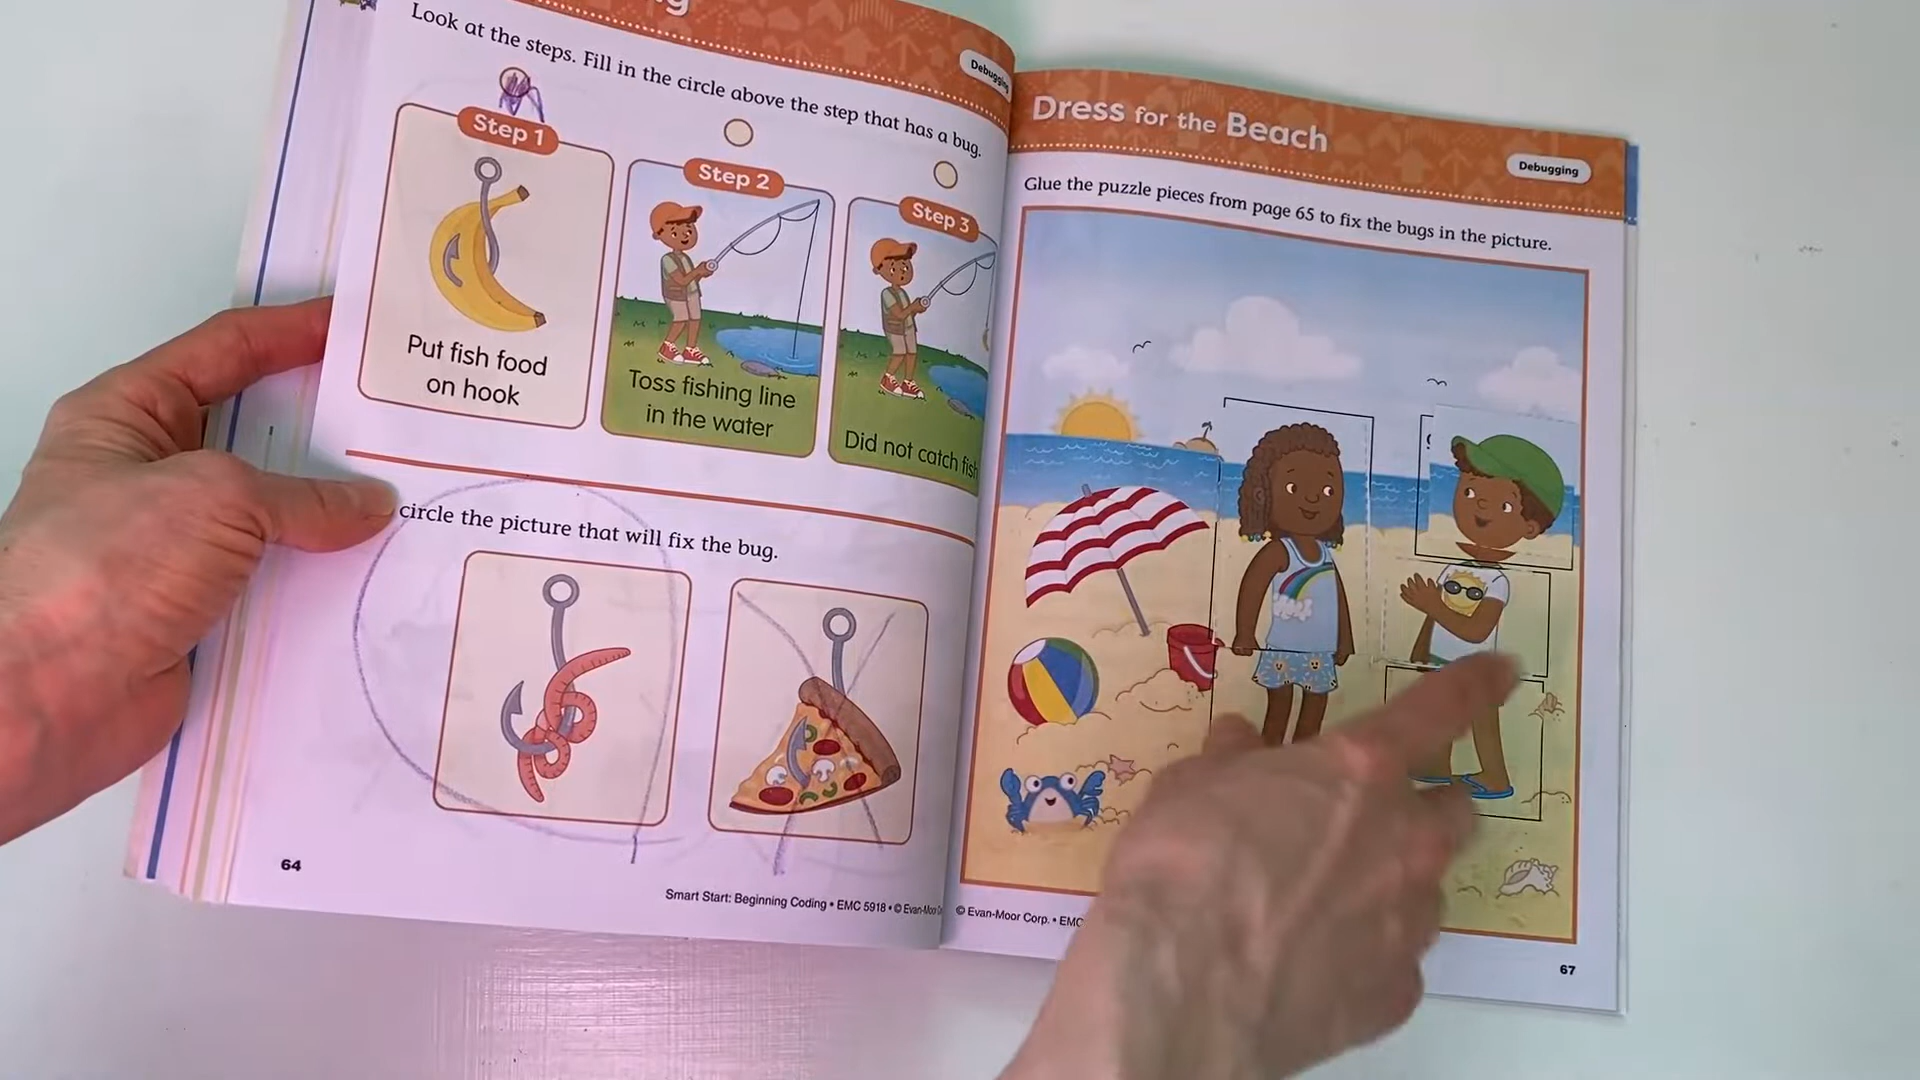 Look at the steps. Fill in the circle above the step that has a bug.
Debugging
Step 1
Step 2
Step 3
Put fish food
on hook
Toss fishing line
in the water
Did not catch fish
circle the picture that will fix the bug.
64
Smart Start: Beginning Coding • EMC 5918 • © Evan-Moor
Dress for the Beach
Debugging
Glue the puzzle pieces from page 65 to fix the bugs in the picture.
© Evan-Moor Corp. • EMC
67